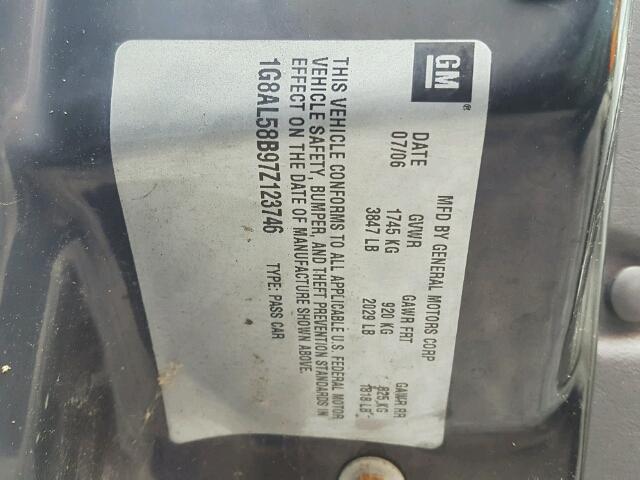 GM®
MFD BY GENERAL MOTORS CORP
DATE GVWR GAWR FRT GAWR RR
07/06 1745 KG 920 KG 825 KG
3847 LB 2029 LB 1818 LB
THIS VEHICLE CONFORMS TO ALL APPLICABLE U.S. FEDERAL MOTOR
VEHICLE SAFETY, BUMPER, AND THEFT PREVENTION STANDARDS IN
EFFECT ON THE DATE OF MANUFACTURE SHOWN ABOVE.
1G8AL58B97Z123746 TYPE: PASS CAR